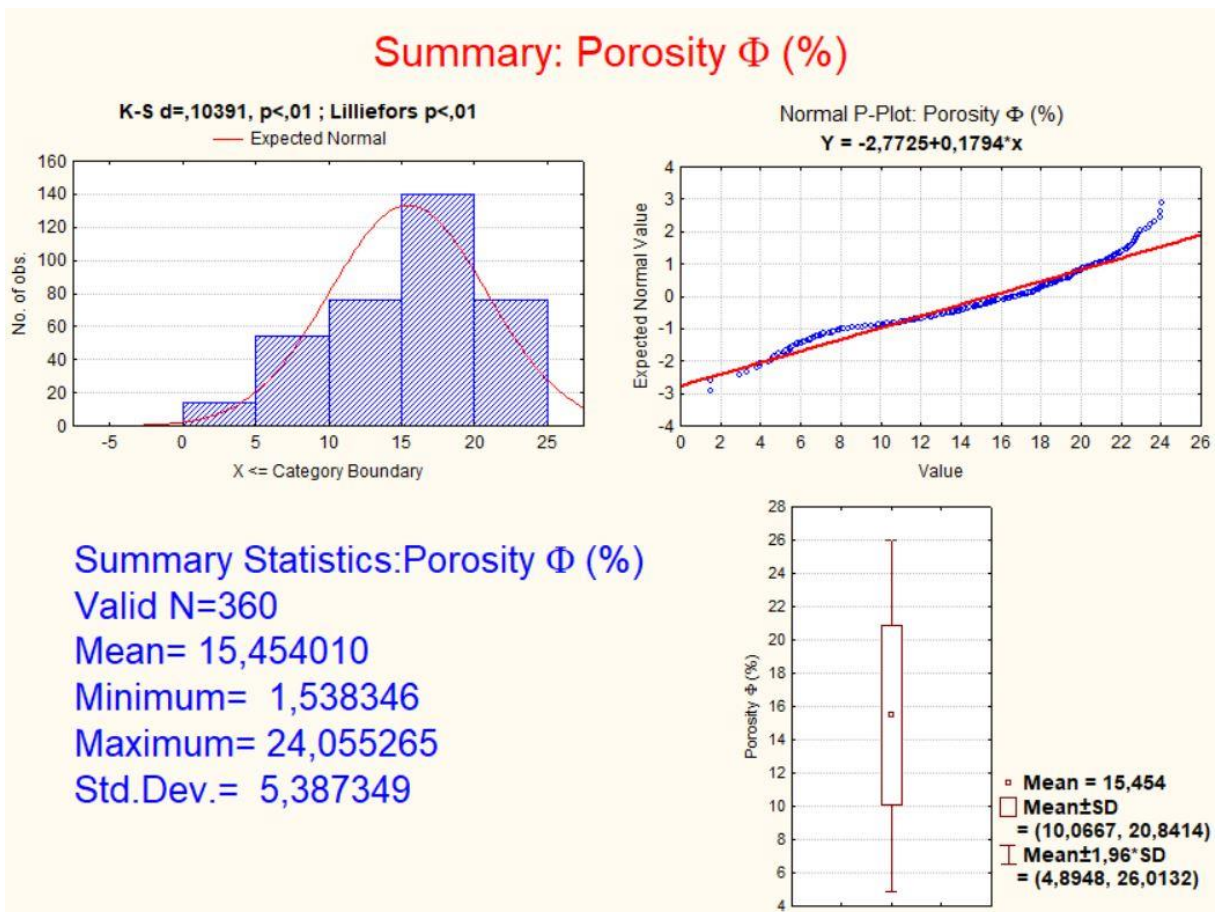 Summary: Porosity Φ (%)
K-S d=,10391, p<,01 ; Lilliefors p<,01
Expected Normal
160
140
120
100
80
60
40
20
0
No. of obs.
-5 0 5 10 15 20 25
X <= Category Boundary
Normal P-Plot: Porosity Φ (%)
Y = -2,7725+0,1794*x
4
3
2
1
0
-1
-2
-3
-4
Expected Normal Value
0 2 4 6 8 10 12 14 16 18 20 22 24 26
Value
Summary Statistics:Porosity Φ (%)
Valid N=360
Mean= 15,454010
Minimum= 1,538346
Maximum= 24,055265
Std.Dev.= 5,387349
28
26
24
22
20
18
16
14
12
10
8
6
4
Porosity Φ (%)
Mean = 15,454
Mean±SD
= (10,0667, 20,8414)
Mean±1,96*SD
= (4,8948, 26,0132)